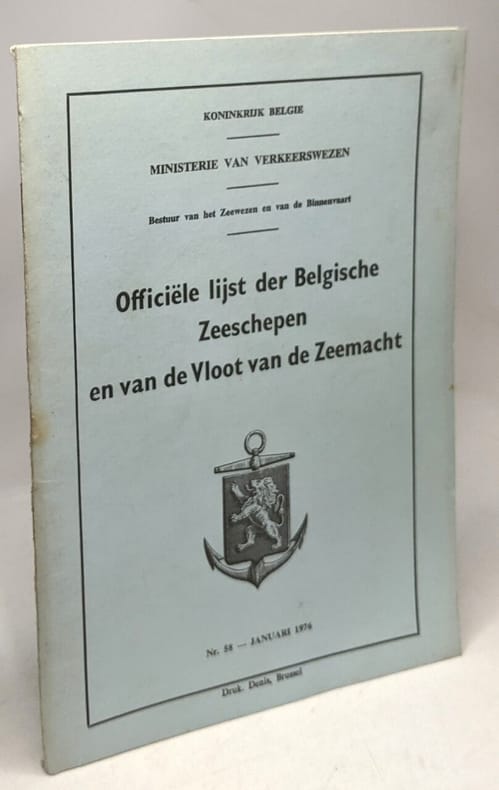 KONINKRIJK BELGIE
MINISTERIE VAN VERKEERSWEZEN
Bestuur van het Zeewezen en van de Binnenvaart
Officiële lijst der Belgische
Zeeschepen
en van de Vloot van de Zeemacht
Nr. 58 — JANUARI 1976
Druk. Denis, Brussel